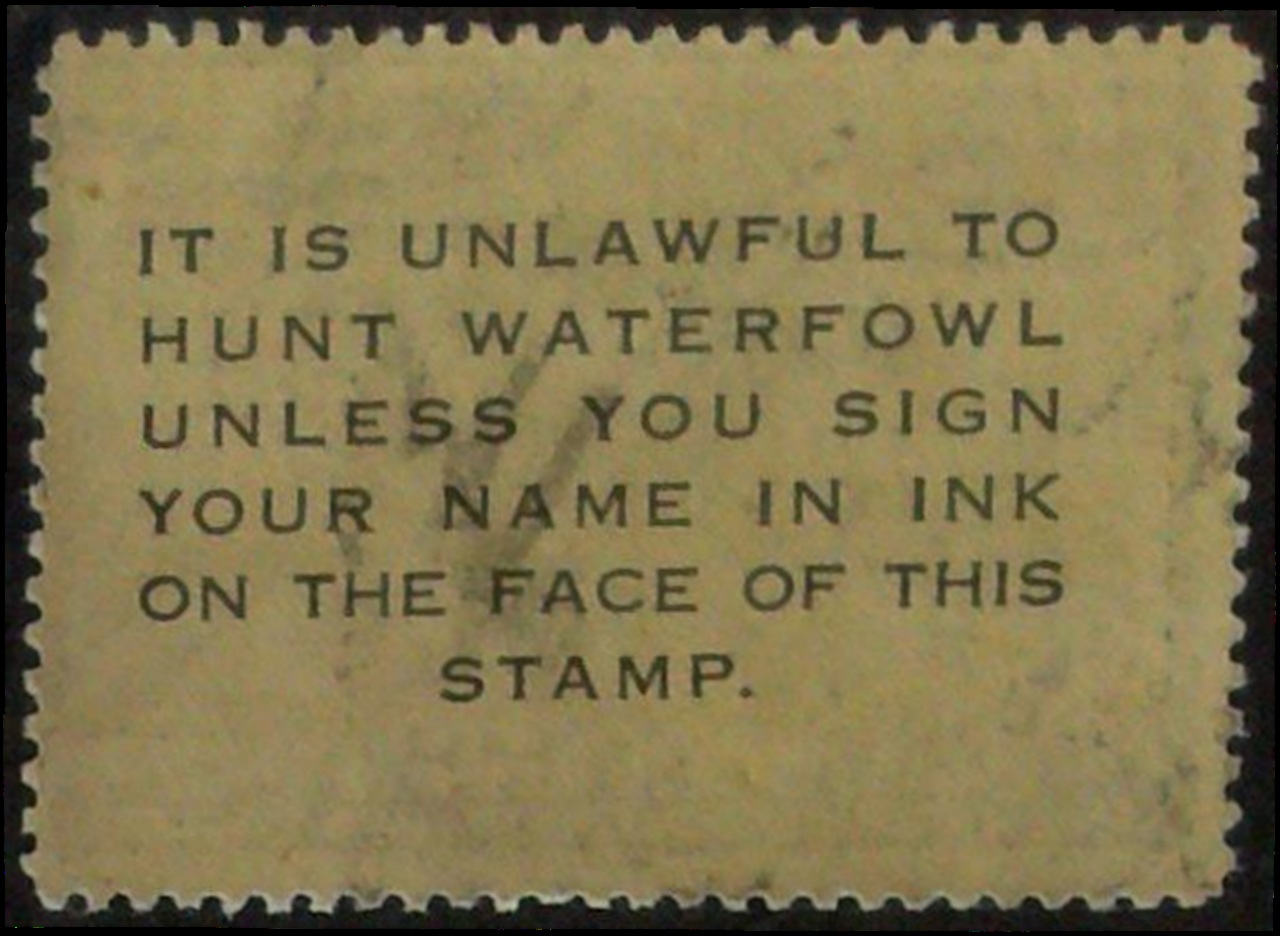 IT IS UNLAWFUL TO
HUNT WATERFOWL
UNLESS YOU SIGN
YOUR NAME IN INK
ON THE FACE OF THIS
STAMP.